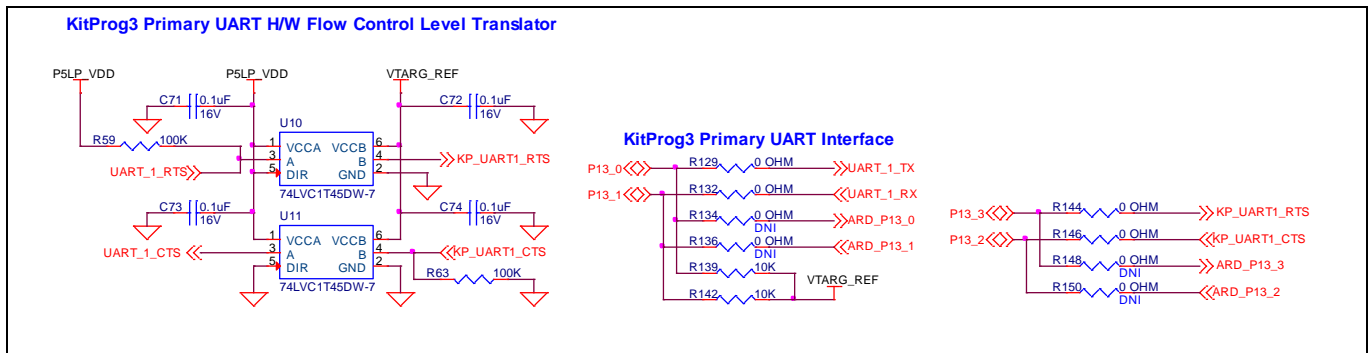 KitProg3 Primary UART H/W Flow Control Level Translator
P5LP_VDD
P5LP_VDD
VTARG_REF
C71 0.1uF
16V
C72 0.1uF
16V
U10
R59 100K
1 VCCA VCCB 6
3 A B 4
5 DIR GND 2
UART_1_RTS
KP_UART1_RTS
74LVC1T45DW-7
C73 0.1uF
16V
U11
C74 0.1uF
16V
1 VCCA VCCB 6
3 A B 4
5 DIR GND 2
UART_1_CTS
KP_UART1_CTS
R63 100K
74LVC1T45DW-7
KitProg3 Primary UART Interface
P13_0 R129 0 OHM UART_1_TX
P13_1 R132 0 OHM UART_1_RX
R134 0 OHM ARD_P13_0
DNI
R136 0 OHM ARD_P13_1
DNI
R139 10K
VTARG_REF
R142 10K
P13_3 R144 0 OHM KP_UART1_RTS
P13_2 R146 0 OHM KP_UART1_CTS
R148 0 OHM ARD_P13_3
DNI
R150 0 OHM ARD_P13_2
DNI